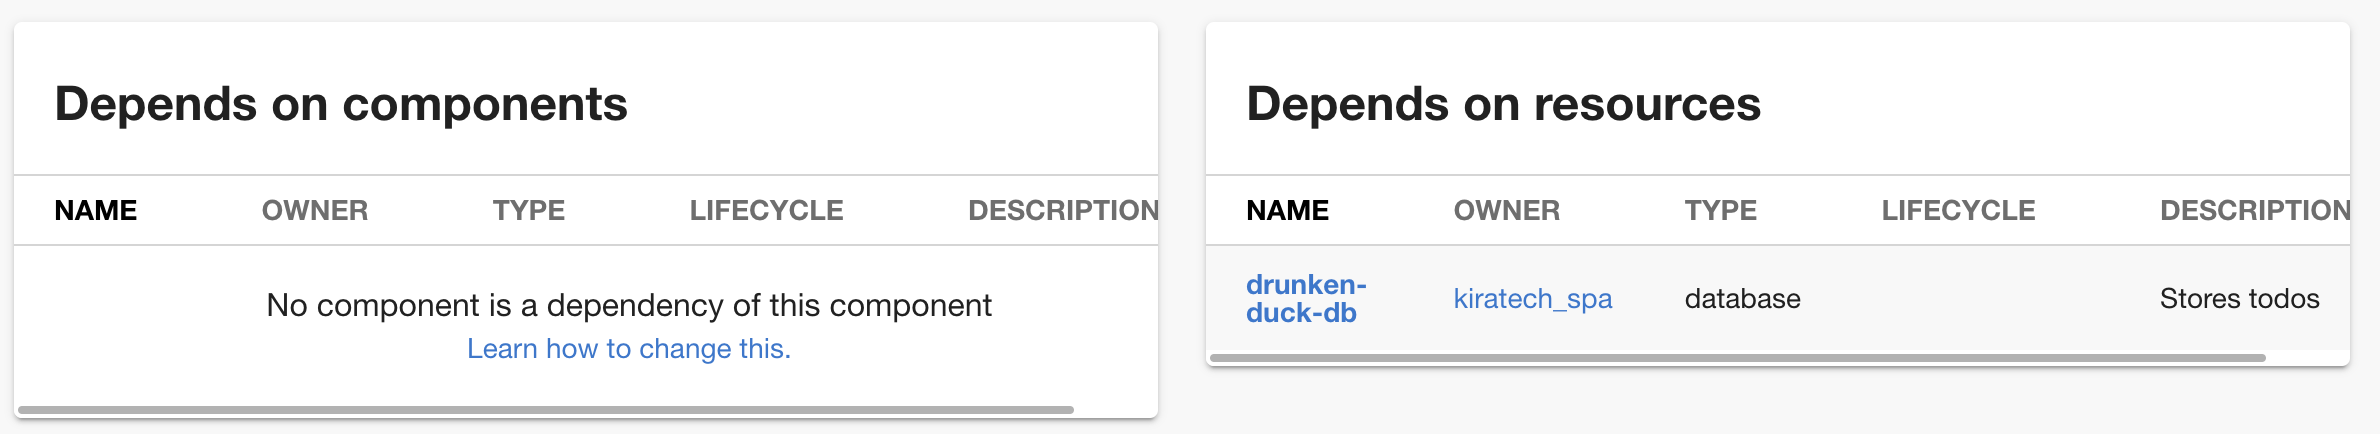 Depends on components
NAME OWNER TYPE LIFECYCLE DESCRIPTION
No component is a dependency of this component
Learn how to change this.
Depends on resources
NAME OWNER TYPE LIFECYCLE DESCRIPTION
drunken-
duck-db
kiratech_spa database Stores todos